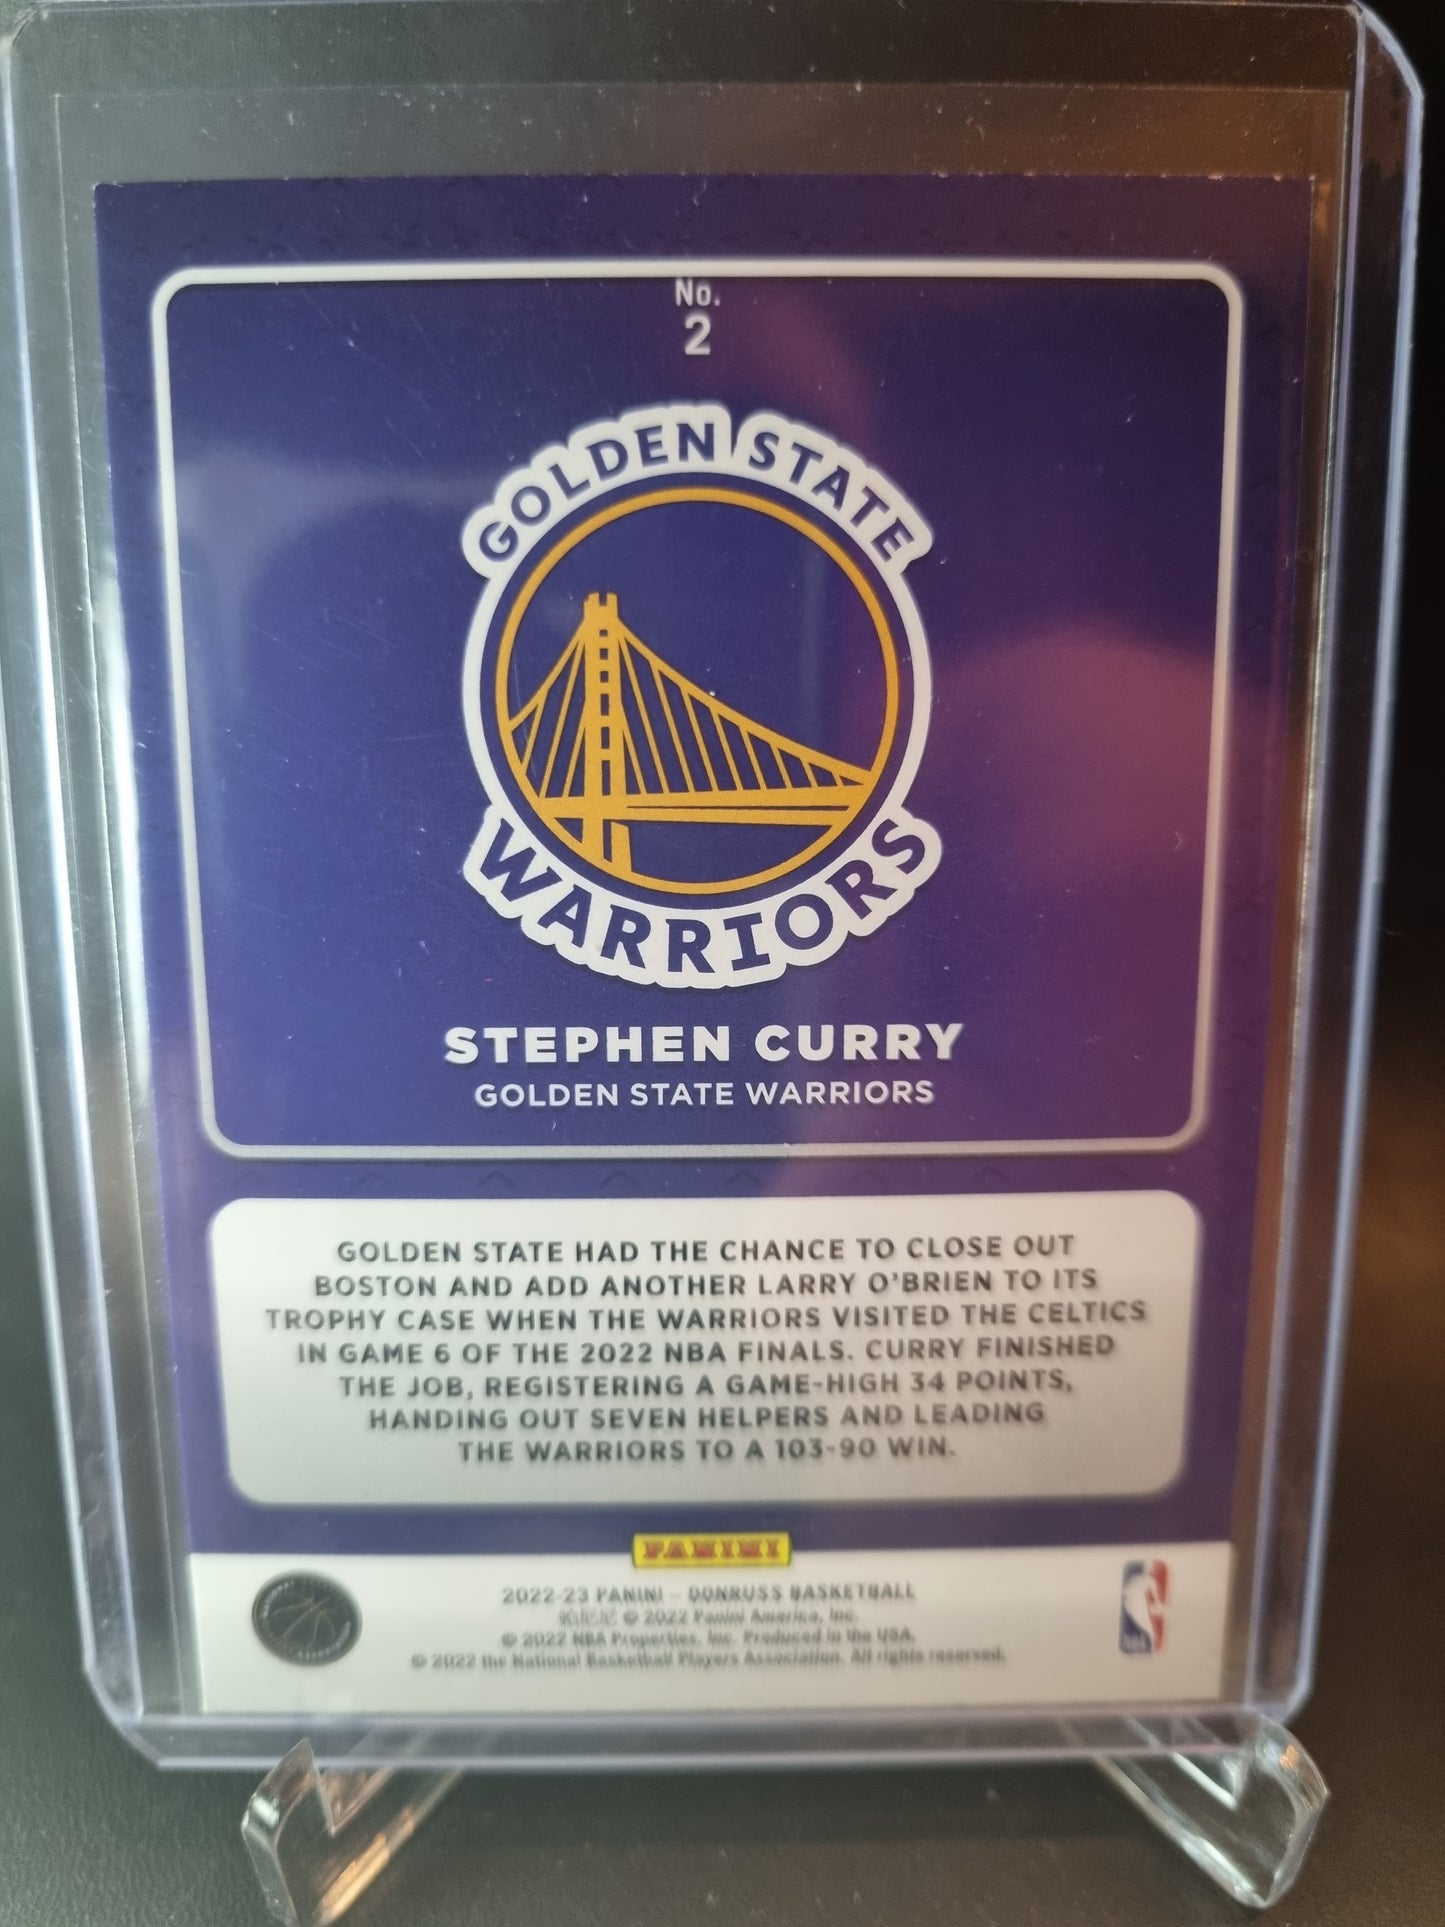 No.
2
GOLDEN STATE
WARRIORS
STEPHEN CURRY
GOLDEN STATE WARRIORS
GOLDEN STATE HAD THE CHANCE TO CLOSE OUT
BOSTON AND ADD ANOTHER LARRY O'BRIEN TO ITS
TROPHY CASE WHEN THE WARRIORS VISITED THE CELTICS
IN GAME 6 OF THE 2022 NBA FINALS. CURRY FINISHED
THE JOB, REGISTERING A GAME-HIGH 34 POINTS,
HANDING OUT SEVEN HELPERS AND LEADING
THE WARRIORS TO A 103-90 WIN.
PANINI
2022-23 PANINI – DONRUSS BASKETBALL
© 2022 Panini America, Inc.
© 2022 NBA Properties, Inc. Produced in the USA.
© 2022 the National Basketball Players Association. All rights reserved.
NBA